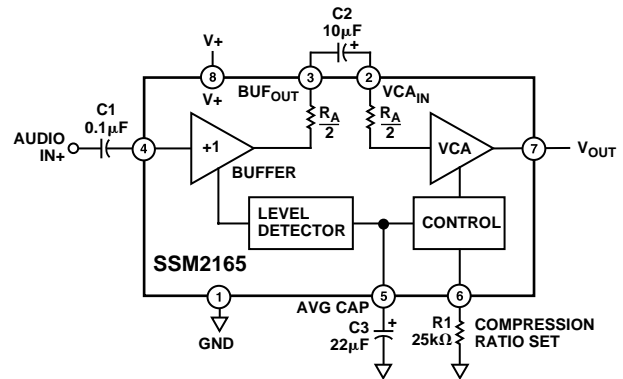 C2
10µF
+
V+
8
V+
3
2
BUFOUT
VCAIN
C1
0.1µF
RA
2
RA
2
AUDIO
IN+
4
+1
BUFFER
VCA
7
VOUT
LEVEL
DETECTOR
CONTROL
SSM2165
1
GND
AVG CAP
5
6
C3
22µF
+
R1
25kΩ
COMPRESSION
RATIO SET